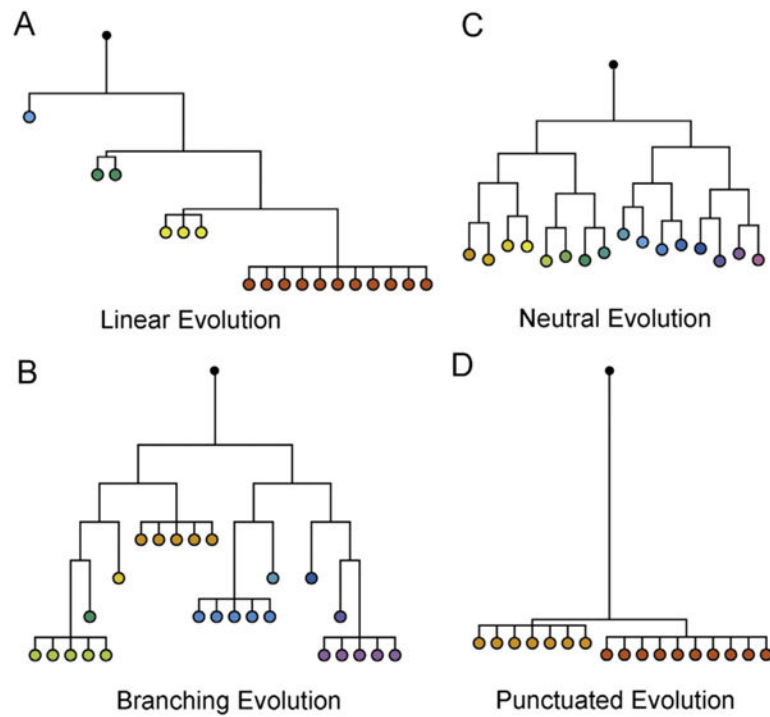 A
Linear Evolution
C
Neutral Evolution
B
Branching Evolution
D
Punctuated Evolution